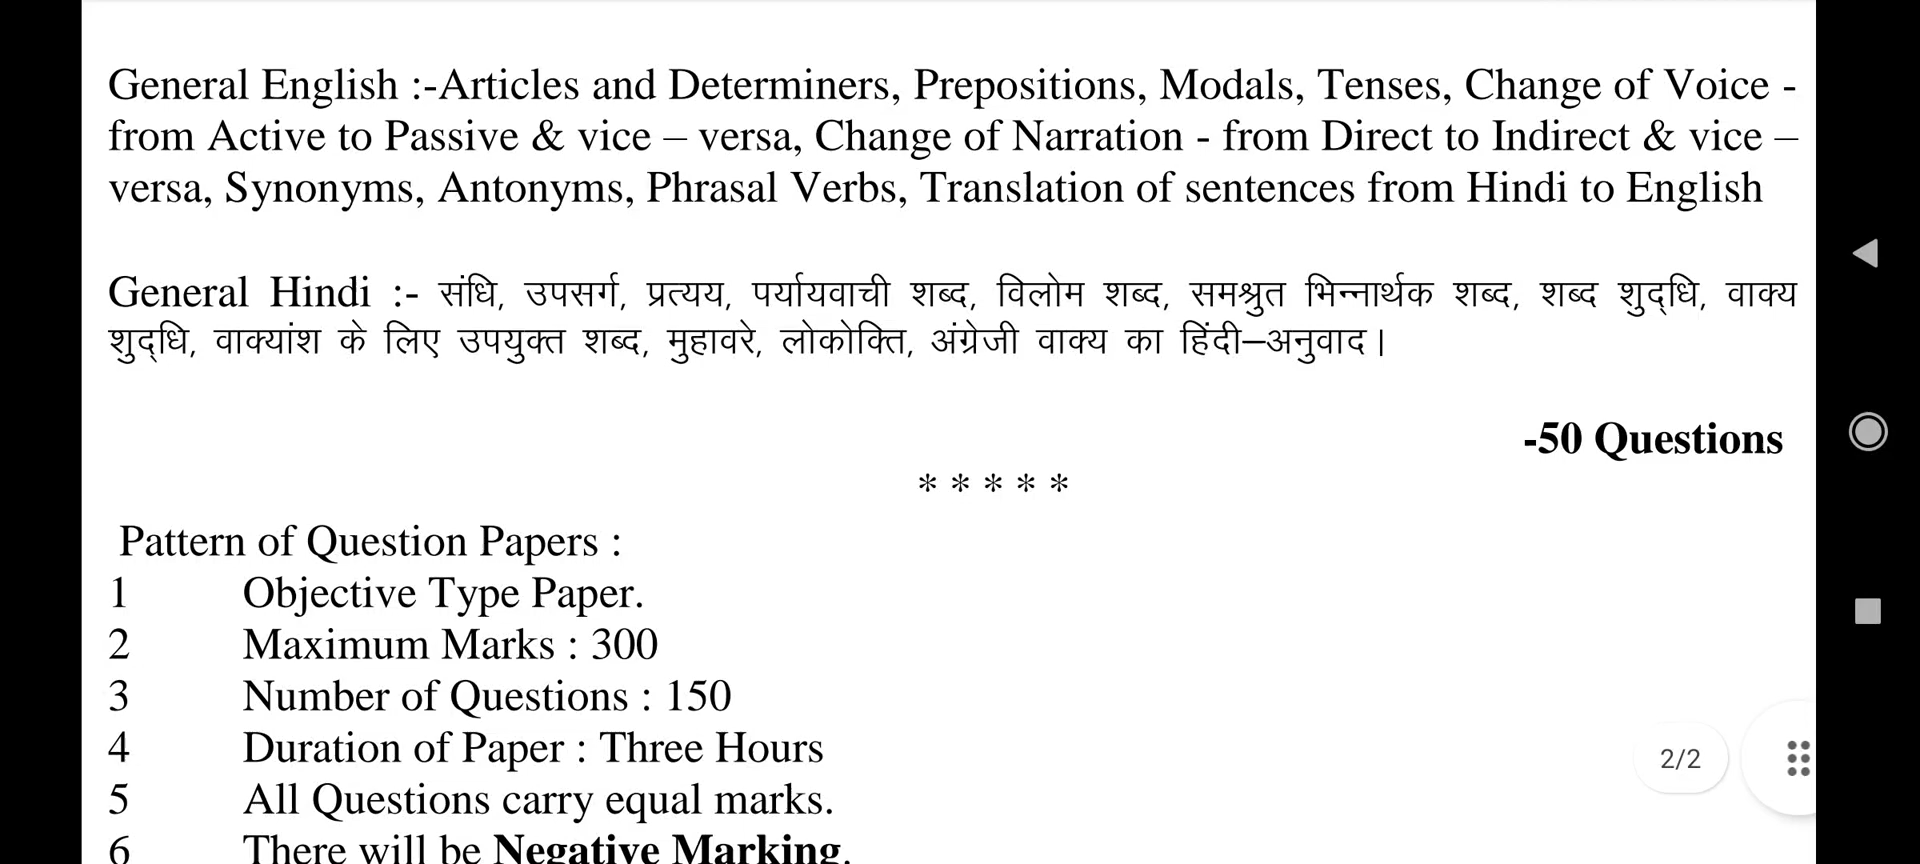 General English :-Articles and Determiners, Prepositions, Modals, Tenses, Change of Voice -
from Active to Passive & vice – versa, Change of Narration - from Direct to Indirect & vice –
versa, Synonyms, Antonyms, Phrasal Verbs, Translation of sentences from Hindi to English
General Hindi :- संधि, उपसर्ग, प्रत्यय, पर्यायवाची शब्द, विलोम शब्द, समश्रुत भिन्नार्थक शब्द, शब्द शुद्धि, वाक्य
शुद्धि, वाक्यांश के लिए उपयुक्त शब्द, मुहावरे, लोकोक्ति, अंग्रेजी वाक्य का हिंदी–अनुवाद।
-50 Questions
* * * * *
Pattern of Question Papers :
1 Objective Type Paper.
2 Maximum Marks : 300
3 Number of Questions : 150
4 Duration of Paper : Three Hours
2/2
5 All Questions carry equal marks.
6 There will be Negative Marking.